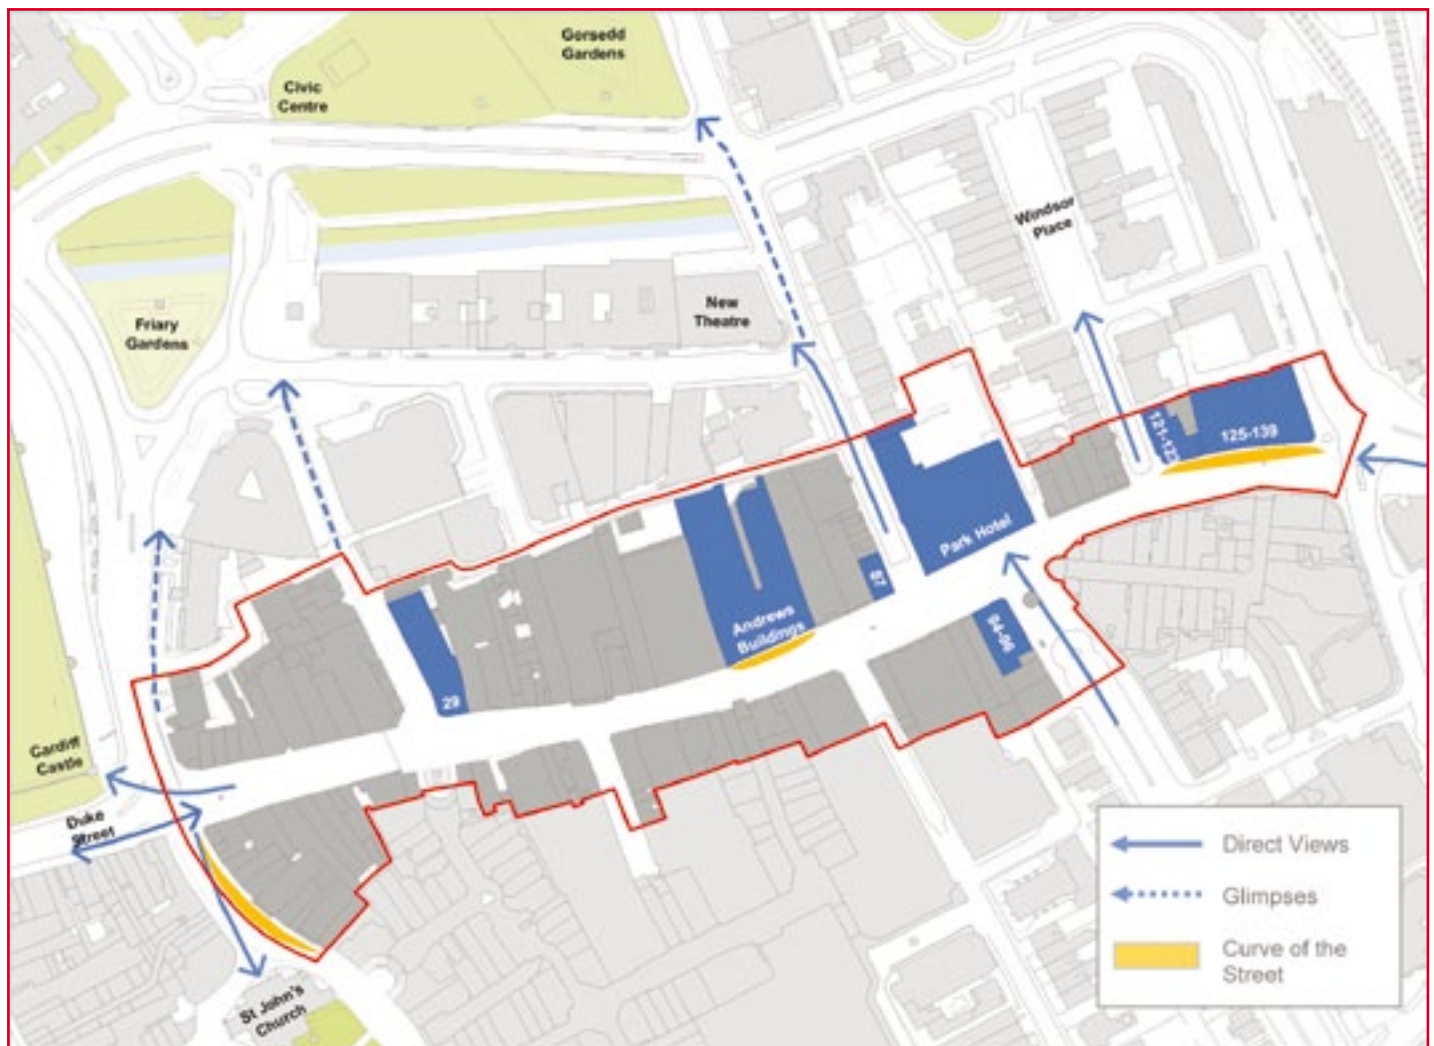 Gorsedd
Gardens
Civic
Centre
Windsor
Place
New
Theatre
Friary
Gardens
121-123
125-139
Park Hotel
87
Andrews
Buildings
94-96
29
Cardiff
Castle
Duke
Street
St John's
Church
Direct Views
Glimpses
Curve of the
Street